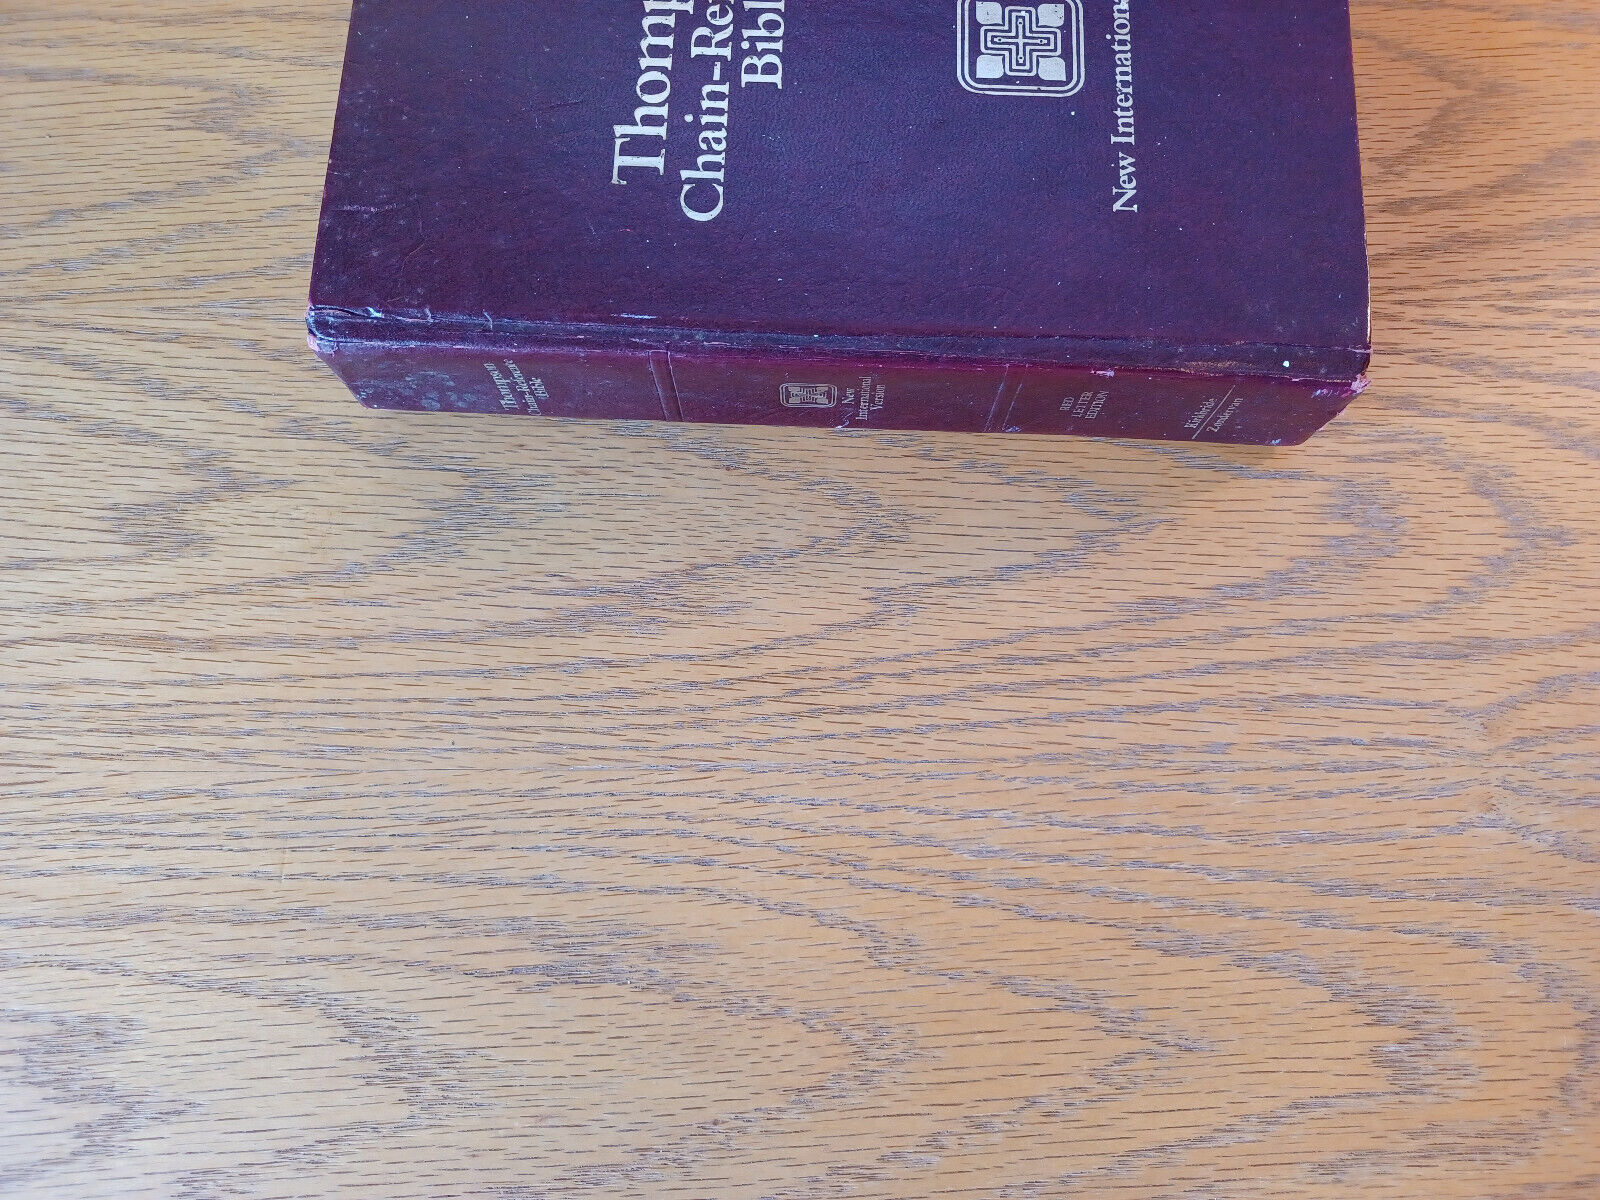 Thomp
Chain-Re
Bibl
New Internationa
Thompson
Chain-Reference
Bible
New
International
Version
RED
LETTER
EDITION
Kirkbride
Zondervan